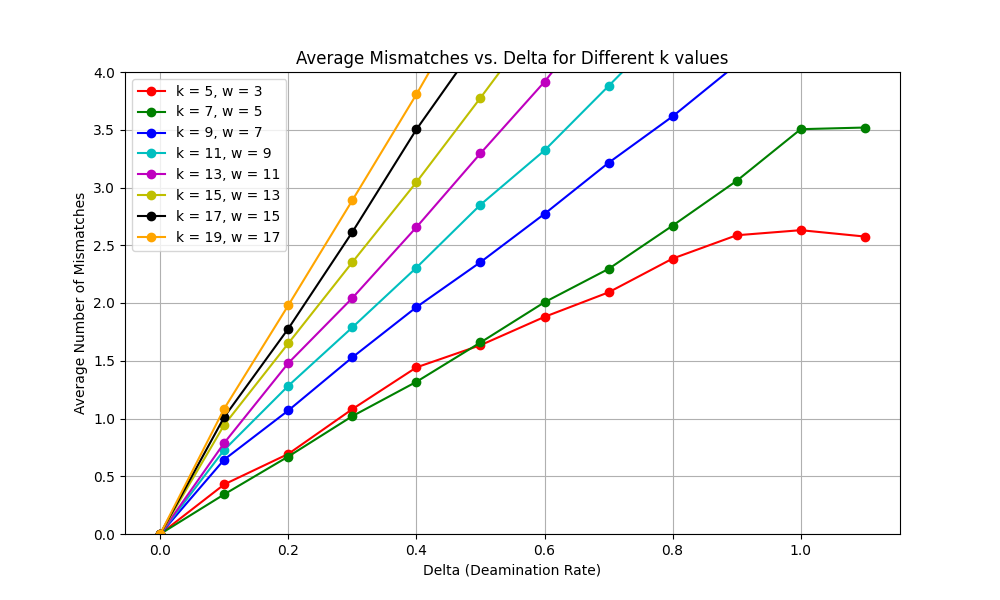 Average Mismatches vs. Delta for Different k values
4.0
3.5
3.0
2.5
2.0
1.5
1.0
0.5
0.0
Average Number of Mismatches
k = 5, w = 3
k = 7, w = 5
k = 9, w = 7
k = 11, w = 9
k = 13, w = 11
k = 15, w = 13
k = 17, w = 15
k = 19, w = 17
0.0 0.2 0.4 0.6 0.8 1.0
Delta (Deamination Rate)